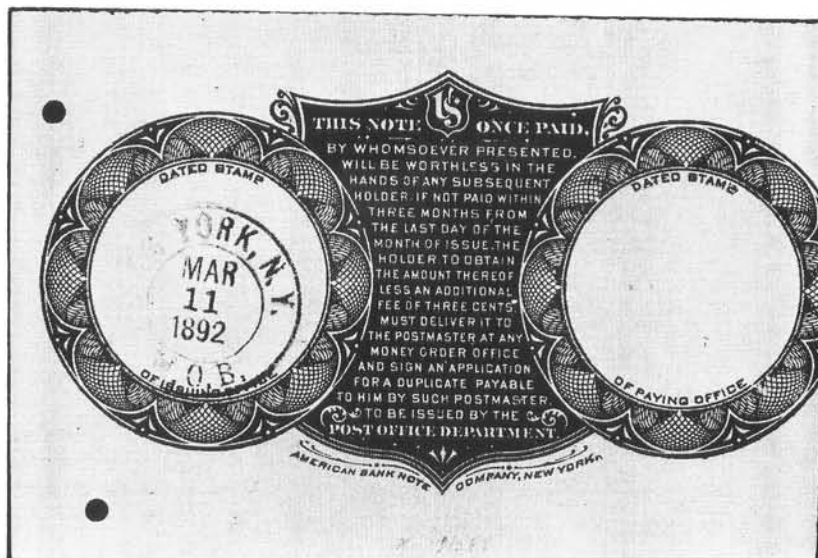 DATED STAMP
YORK, N.Y.
MAR
11
1892
O.B.
OF ISSUING
US
THIS NOTE ONCE PAID,
BY WHOMSOEVER PRESENTED,
WILL BE WORTHLESS IN THE
HANDS OF ANY SUBSEQUENT
HOLDER. IF NOT PAID WITHIN
THREE MONTHS FROM
THE LAST DAY OF THE
MONTH OF ISSUE, THE
HOLDER TO OBTAIN
THE AMOUNT THEREOF
LESS AN ADDITIONAL
FEE OF THREE CENTS,
MUST DELIVER IT TO
THE POSTMASTER AT ANY
MONEY ORDER OFFICE
AND SIGN AN APPLICATION
FOR A DUPLICATE PAYABLE
TO HIM BY SUCH POSTMASTER,
TO BE ISSUED BY THE
POST OFFICE DEPARTMENT.
AMERICAN BANK NOTE COMPANY, NEW YORK.
DATED STAMP
OF PAYING OFFICE